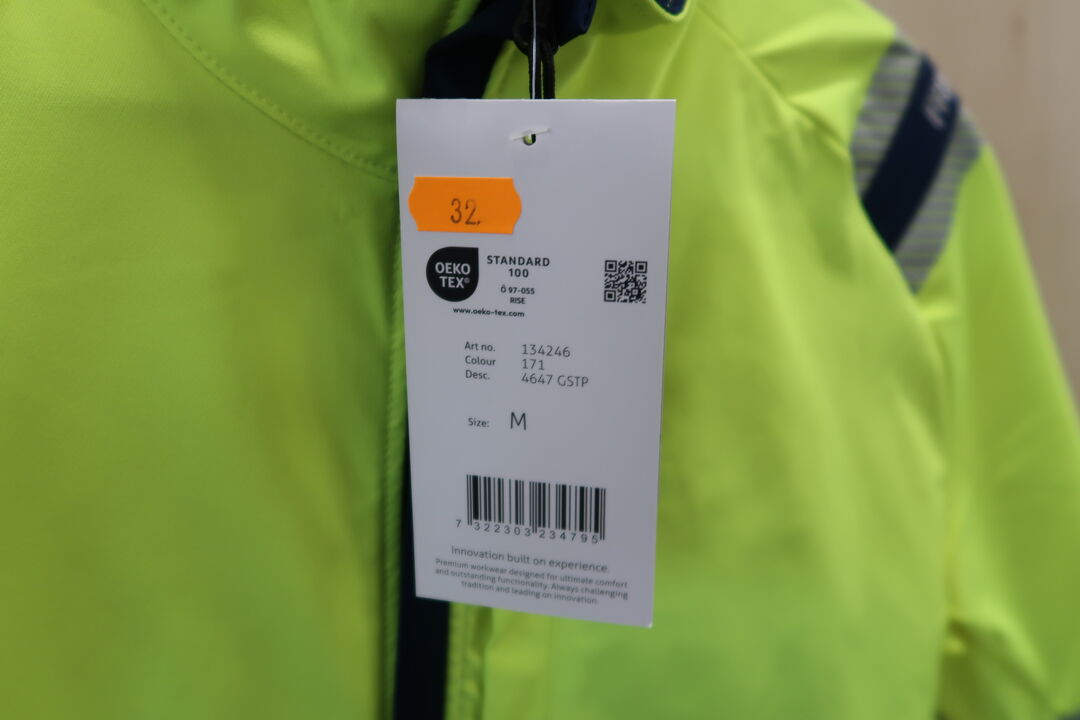 32,
OEKO
TEX®
STANDARD
100
Ö 97-055
RISE
www.oeko-tex.com
Art no. 134246
Colour 171
Desc. 4647 GSTP
Size: M
7 322303 234795
Innovation built on experience.
Premium workwear designed for ultimate comfort
and outstanding functionality. Always challenging
tradition and leading on innovation.